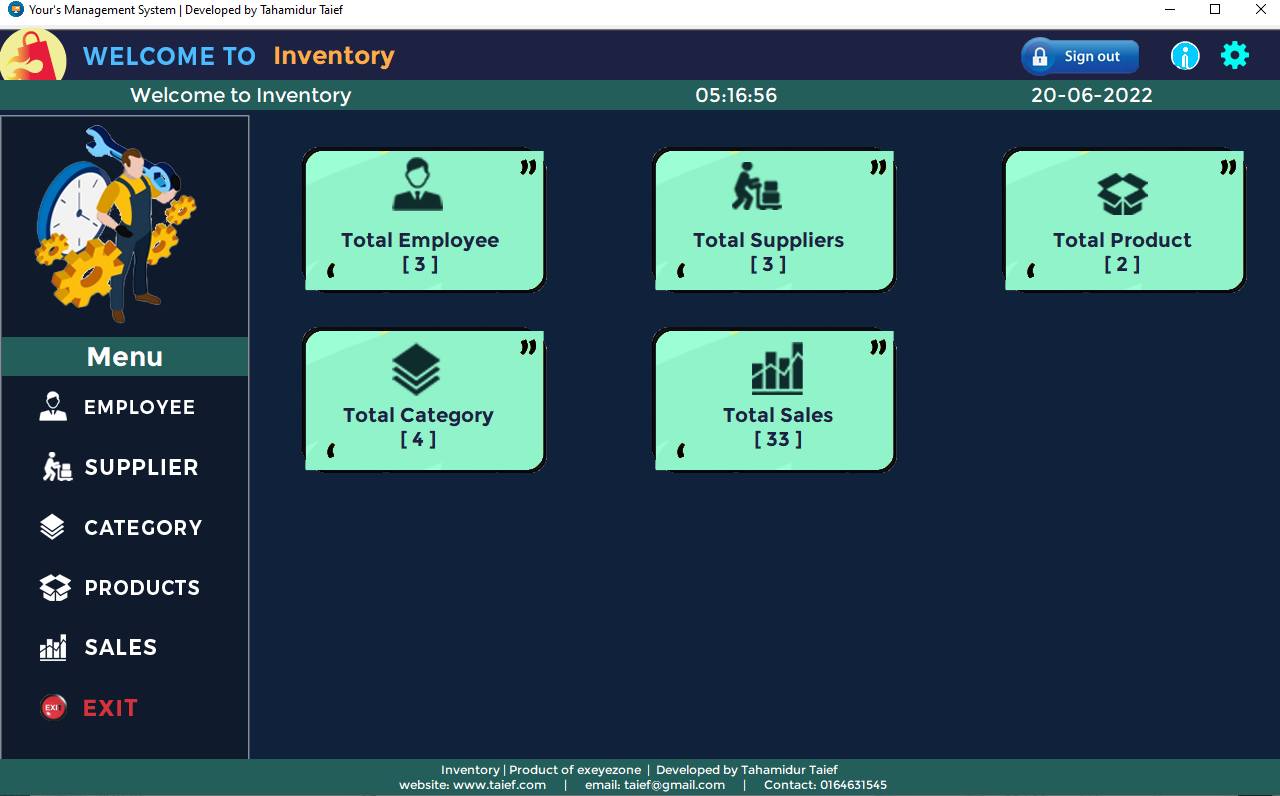 Your's Management System | Developed by Tahamidur Taief
WELCOME TO Inventory
Sign out
Welcome to Inventory 05:16:56 20-06-2022
Total Employee
[ 3 ]
Total Suppliers
[ 3 ]
Total Product
[ 2 ]
Total Category
[ 4 ]
Total Sales
[ 33 ]
Menu
EMPLOYEE
SUPPLIER
CATEGORY
PRODUCTS
SALES
EXIT EXIT
Inventory | Product of exeyezone | Developed by Tahamidur Taief
website: www.taief.com | email: taief@gmail.com | Contact: 0164631545